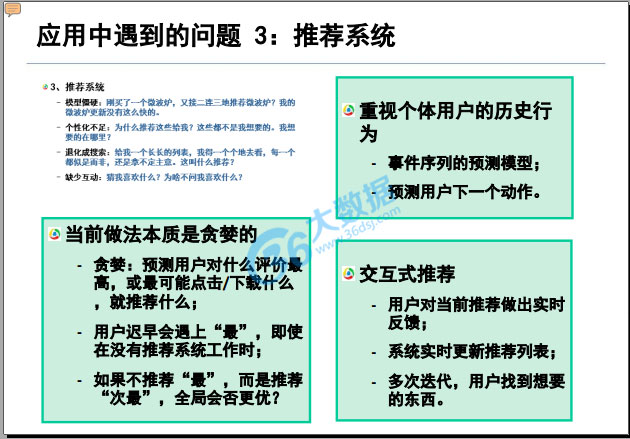 应用中遇到的问题 3：推荐系统
3、推荐系统
- 模型僵硬：刚买了一个微波炉，又接二连三地推荐微波炉？我的
微波炉更新没有这么快的。
- 个性化不足：为什么推荐这些给我？这些都不是我想要的。我想
要的在哪里？
- 退化成搜索：给我一个长长的列表，我得一个个地去看，每一个
都似是而非，还是拿不定主意。这叫什么推荐？
- 缺少互动：猜我喜欢什么？为啥不问我喜欢什么？
当前做法本质是贪婪的
- 贪婪：预测用户对什么评价最
高，或最可能点击/下载什么
，就推荐什么；
- 用户迟早会遇上“最”，即使
在没有推荐系统工作时；
- 如果不推荐“最”，而是推荐
“次最”，全局会否更优？
重视个体用户的历史行
为
- 事件序列的预测模型；
- 预测用户下一个动作。
交互式推荐
- 用户对当前推荐做出实时
反馈；
- 系统实时更新推荐列表；
- 多次迭代，用户找到想要
的东西。
36大数据
www.36dsj.com